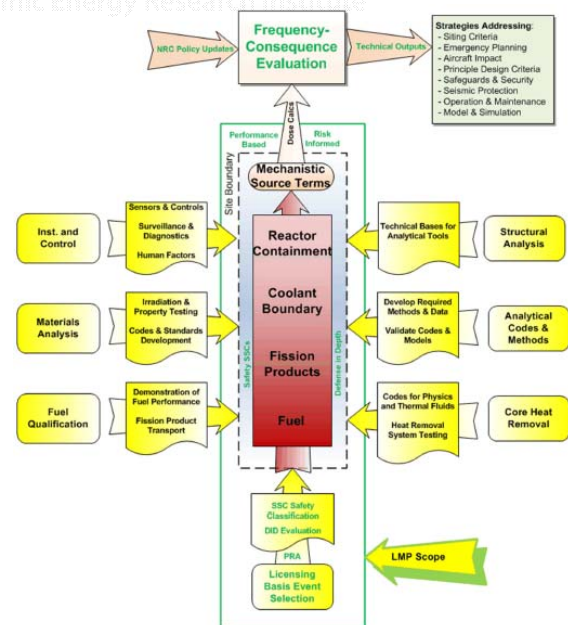 mic Energy Research Institute
Frequency-
Consequence
Evaluation
NRC Policy Updates
Technical Outputs
Strategies Addressing:
- Siting Criteria
- Emergency Planning
- Aircraft Impact
- Principle Design Criteria
- Safeguards & Security
- Seismic Protection
- Operation & Maintenance
- Model & Simulation
Dose Calcs
Performance
Based
Risk
Informed
Site Boundary
Mechanistic
Source Terms
Inst. and
Control
Sensors & Controls
Surveillance &
Diagnostics
Human Factors
Reactor
Containment
Technical Bases for
Analytical Tools
Structural
Analysis
Materials
Analysis
Irradiation &
Property Testing
Codes & Standards
Development
Coolant
Boundary
Develop Required
Methods & Data
Validate Codes &
Models
Analytical
Codes & Methods
Safety SSCs
Fission
Products
Defense in Depth
Fuel
Qualification
Demonstration of
Fuel Performance
Fission Product
Transport
Fuel
Codes for Physics
and Thermal Fluids
Heat Removal
System Testing
Core Heat
Removal
SSC Safety
Classification
DID Evaluation
PRA
Licensing
Basis Event
Selection
LMP Scope